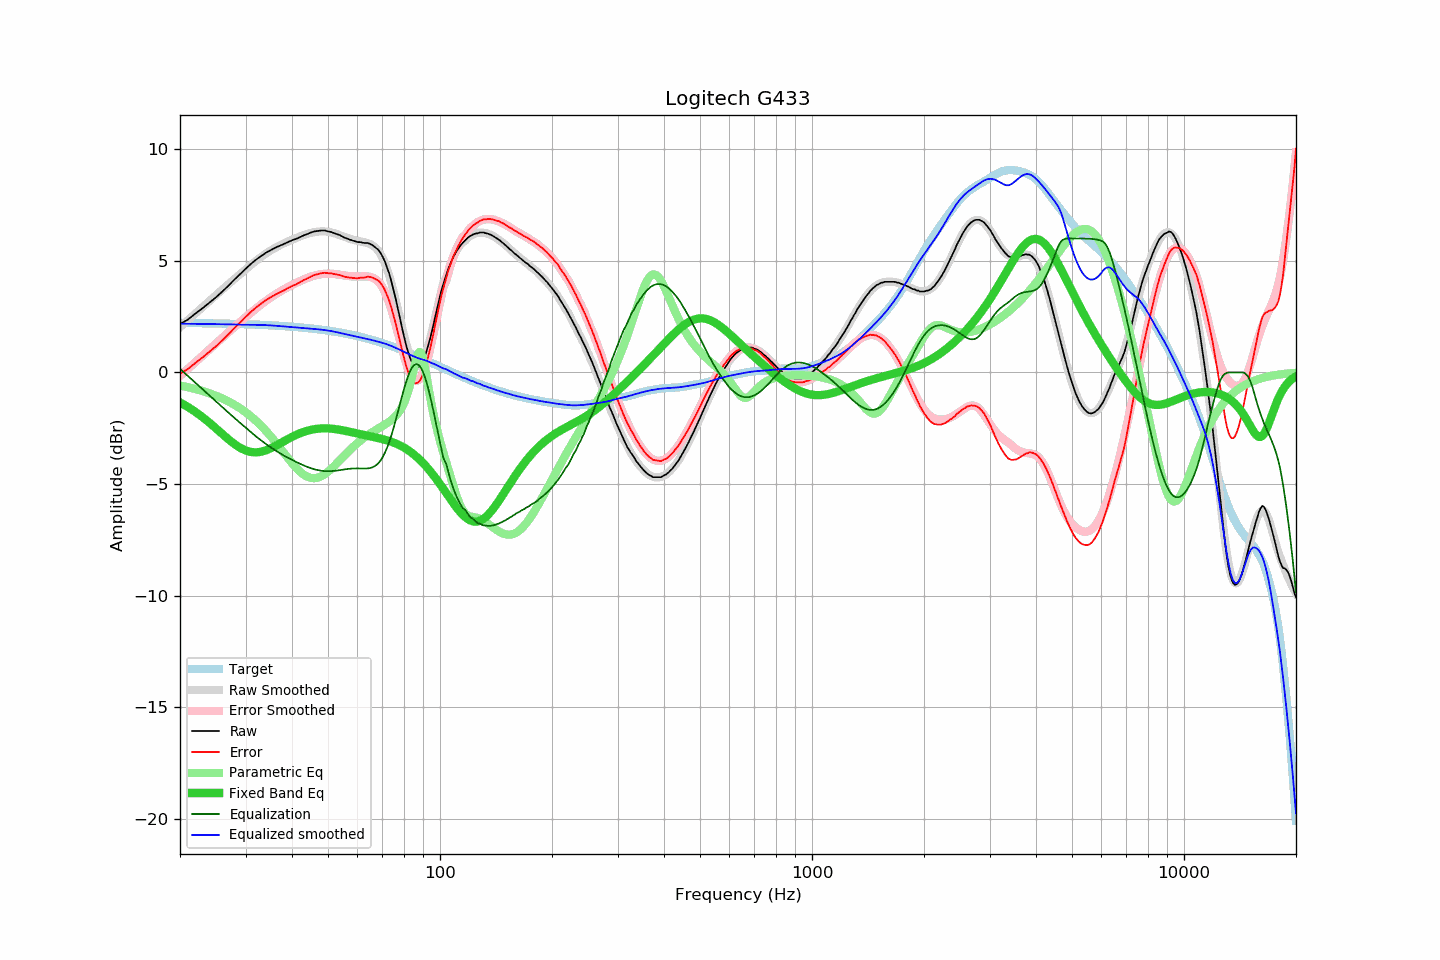 Logitech G433
10
5
0
−5
−10
−15
−20
Amplitude (dBr)
Target
Raw Smoothed
Error Smoothed
Raw
Error
Parametric Eq
Fixed Band Eq
Equalization
Equalized smoothed
100
1000
10000
Frequency (Hz)